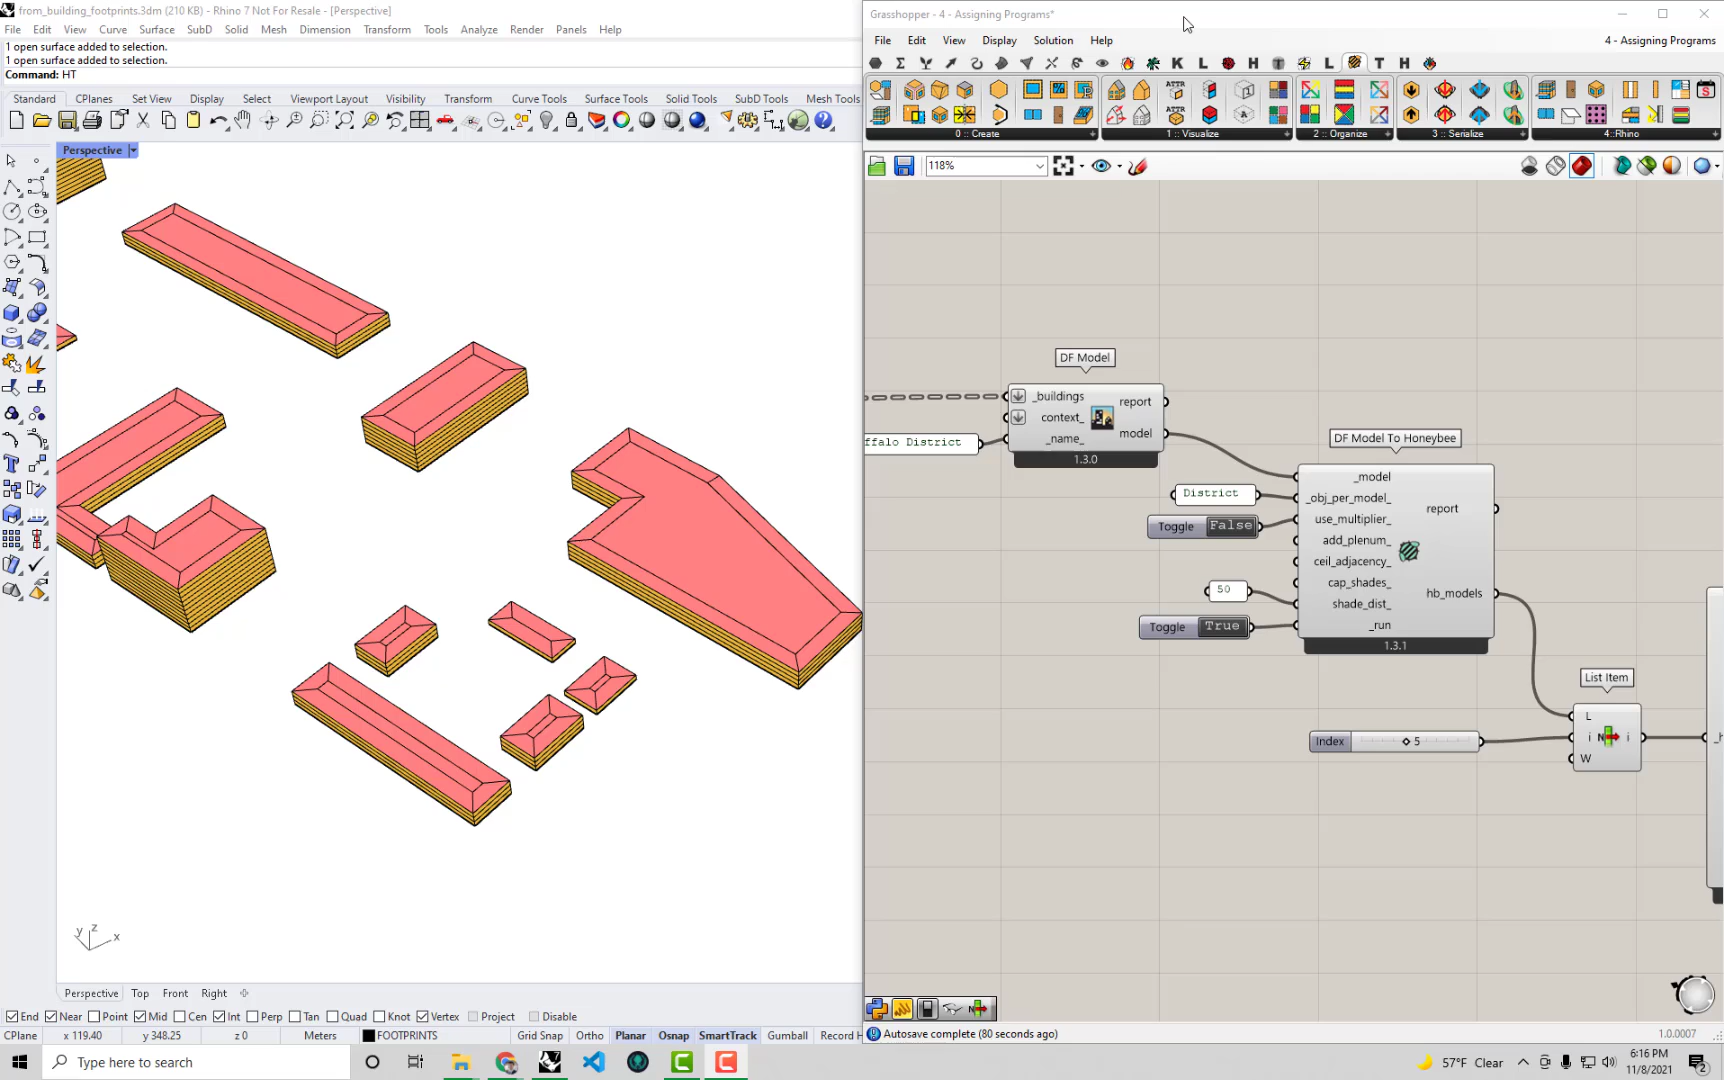 from_building_footprints.3dm (210 KB) - Rhino 7 Not For Resale - [Perspective]
File Edit View Curve Surface SubD Solid Mesh Dimension Transform Tools Analyze Render Panels Help
1 open surface added to selection.
1 open surface added to selection.
Command: HT
Standard CPlanes Set View Display Select Viewport Layout Visibility Transform Curve Tools Surface Tools Solid Tools SubD Tools Mesh Tools
Perspective
y z x
Perspective Top Front Right
End Near Point Mid Cen Int Perp Tan Quad Knot Vertex Project Disable
CPlane x 119.40 y 348.25 z 0 Meters FOOTPRINTS Grid Snap Ortho Planar Osnap SmartTrack Gumball Record H
Grasshopper - 4 - Assigning Programs*
File Edit View Display Solution Help 4 - Assigning Programs
K L H L T H
0 :: Create 1 :: Visualize 2 :: Organize 3 :: Serialize 4::Rhino
118%
DF Model
_buildings
context_
_name_
report
model
1.3.0
ffalo District
DF Model To Honeybee
_model
_obj_per_model_
use_multiplier_
add_plenum_
ceil_adjacency_
cap_shades_
shade_dist_
_run
report
hb_models
1.3.1
District
Toggle False
50
Toggle True
List Item
L
i N i
W
Index 5
Autosave complete (80 seconds ago)
1.0.0007
Type here to search
57°F Clear
6:16 PM
11/8/2021
2